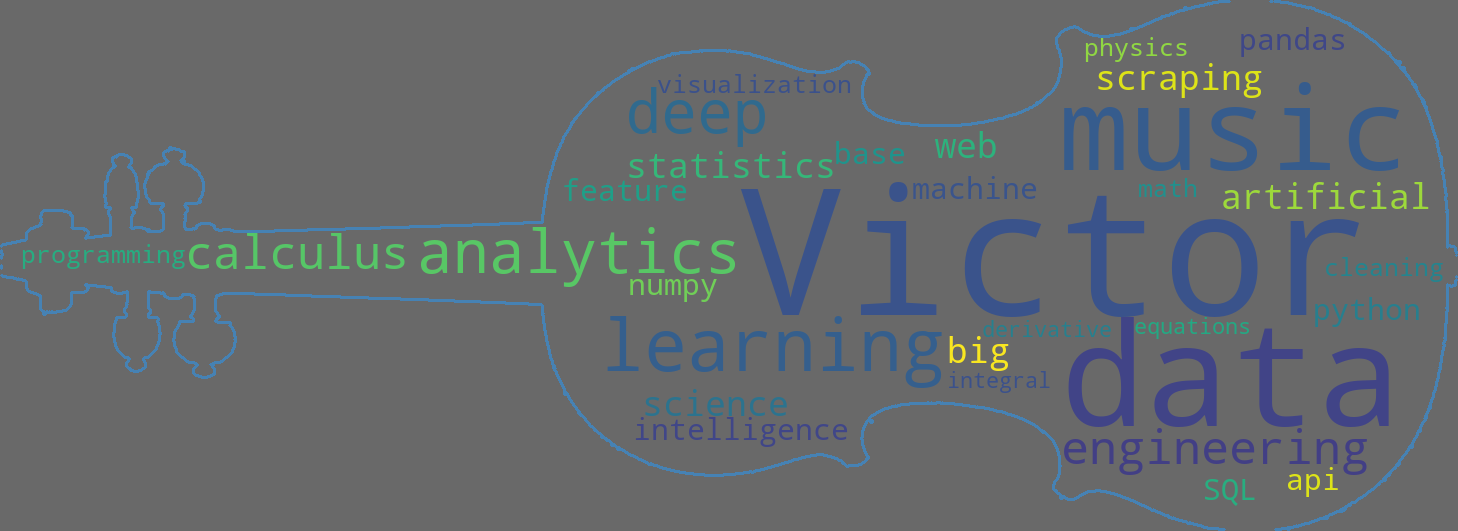 physics
pandas
scraping
visualization
deep
music
statistics
base
web
feature
machine
math
artificial
Victor
programming
calculus
analytics
cleaning
numpy
python
derivative
equations
learning
big
data
integral
science
intelligence
engineering
SQL
api